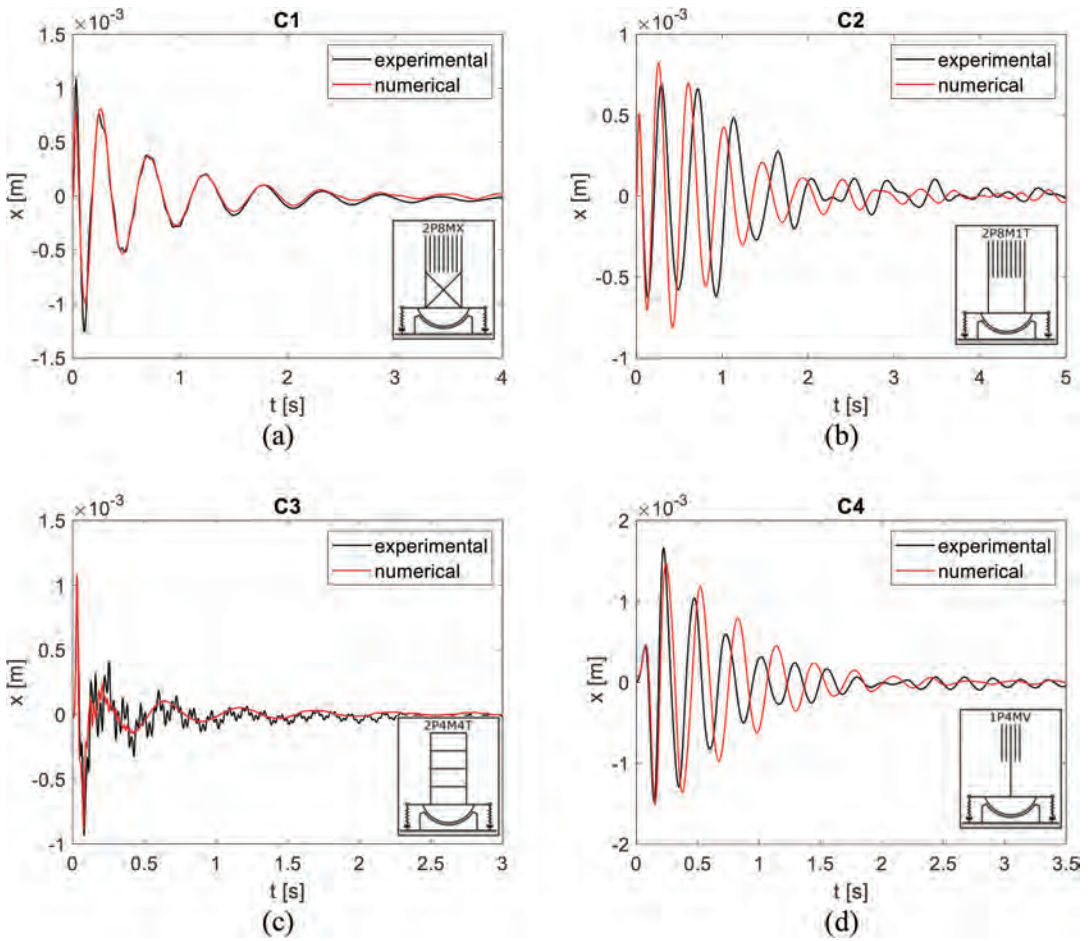 C1
×10⁻³
1.5
1
0.5
0
-0.5
-1
-1.5
x [m]
experimental
numerical
2P8MX
0 1 2 3 4
t [s]
(a)
C2
×10⁻³
1
0.5
0
-0.5
-1
x [m]
experimental
numerical
2P8M1T
0 1 2 3 4 5
t [s]
(b)
C3
×10⁻³
1.5
1
0.5
0
-0.5
-1
x [m]
experimental
numerical
2P4M4T
0 0.5 1 1.5 2 2.5 3
t [s]
(c)
C4
×10⁻³
2
1
0
-1
-2
x [m]
experimental
numerical
1P4MV
0 0.5 1 1.5 2 2.5 3 3.5
t [s]
(d)